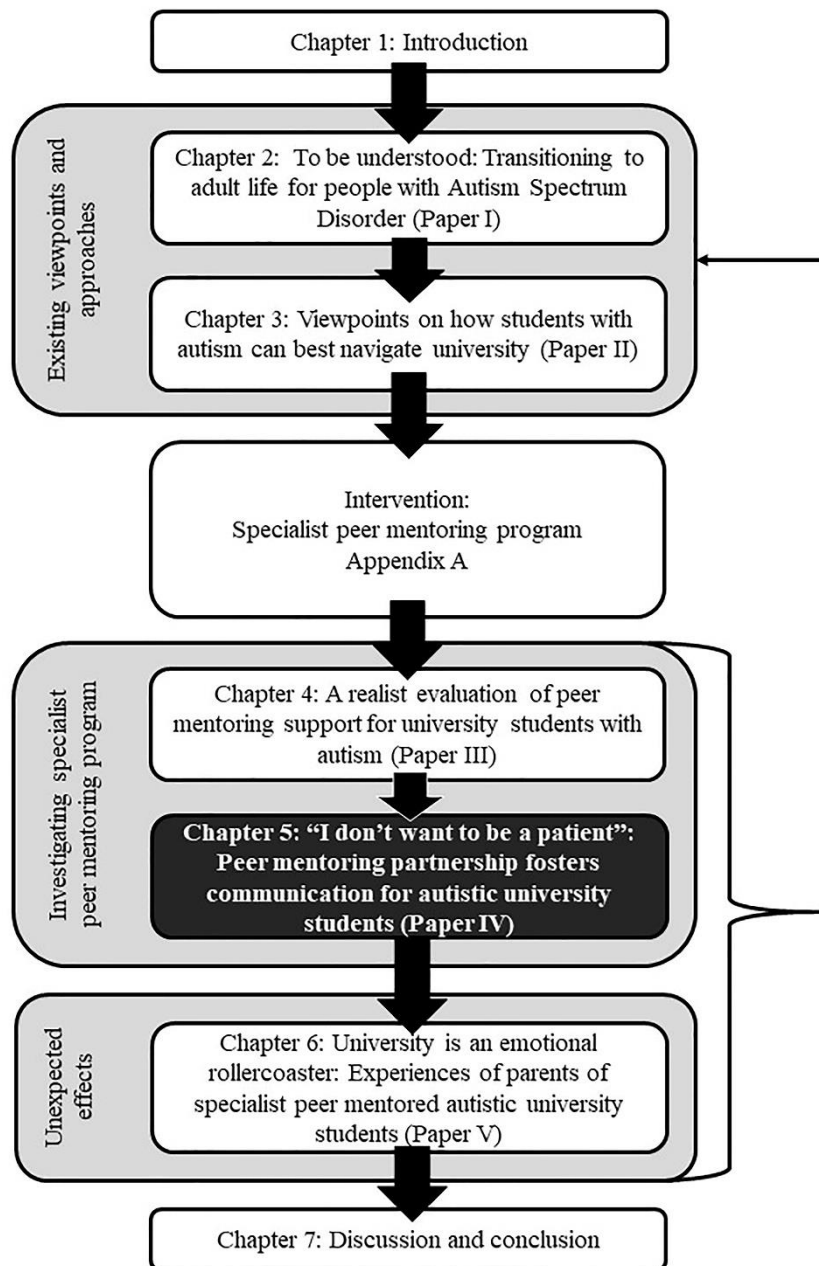 Chapter 1: Introduction
Existing viewpoints and
approaches
Chapter 2: To be understood: Transitioning to
adult life for people with Autism Spectrum
Disorder (Paper I)
Chapter 3: Viewpoints on how students with
autism can best navigate university (Paper II)
Intervention:
Specialist peer mentoring program
Appendix A
Investigating specialist
peer mentoring program
Chapter 4: A realist evaluation of peer
mentoring support for university students with
autism (Paper III)
Chapter 5: “I don’t want to be a patient”:
Peer mentoring partnership fosters
communication for autistic university
students (Paper IV)
Unexpected
effects
Chapter 6: University is an emotional
rollercoaster: Experiences of parents of
specialist peer mentored autistic university
students (Paper V)
Chapter 7: Discussion and conclusion